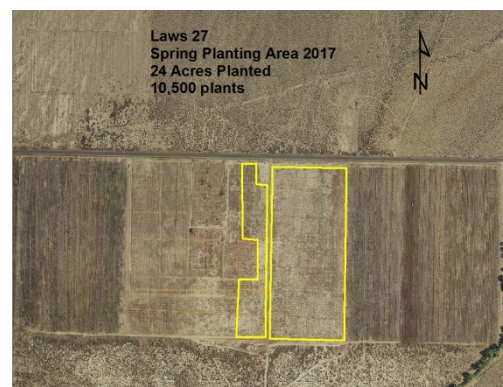 Laws 27
Spring Planting Area 2017
24 Acres Planted
10,500 plants
N